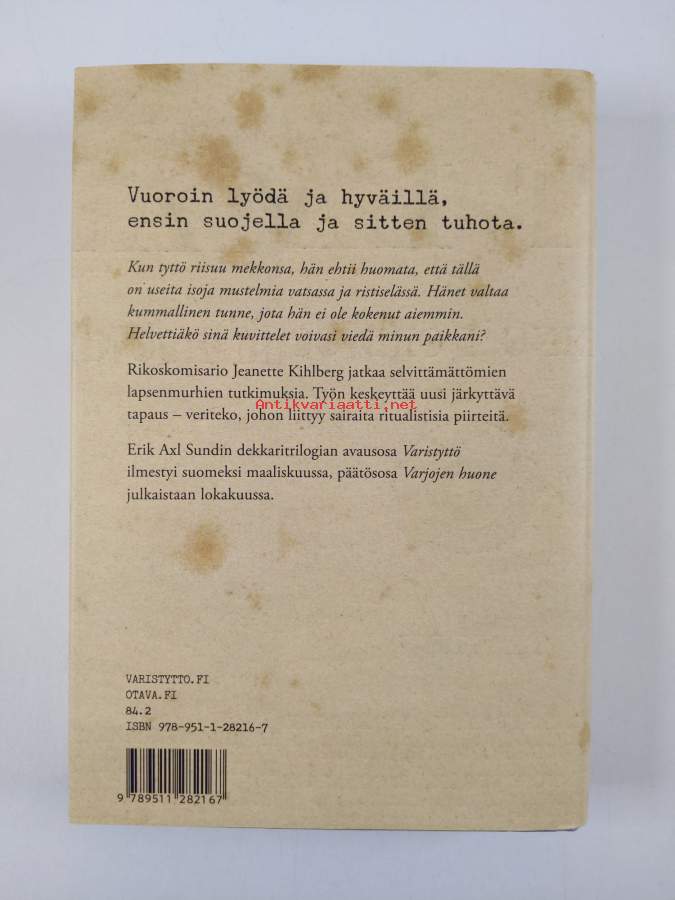 Vuoroin lyödä ja hyväillä,
ensin suojella ja sitten tuhota.
Kun tyttö riisuu mekkonsa, hän ehtii huomata, että tällä
on useita isoja mustelmia vatsassa ja ristiselässä. Hänet valtaa
kummallinen tunne, jota hän ei ole kokenut aiemmin.
Helvettiäkö sinä kuvittelet voivasi viedä minun paikkani?
Rikoskomisario Jeanette Kihlberg jatkaa selvittämättömien
lapsenmurhien tutkimuksia. Työn keskeyttää uusi järkyttävä
Antikvariaatti.net
tapaus – veriteko, johon liittyy sairaita ritualistisia piirteitä.
Erik Axl Sundin dekkaritrilogian avausosa Varistyttö
ilmestyi suomeksi maaliskuussa, päätösosa Varjojen huone
julkaistaan lokakuussa.
VARISTYTTO.FI
OTAVA.FI
84.2
ISBN 978-951-1-28216-7
9 789511 282167